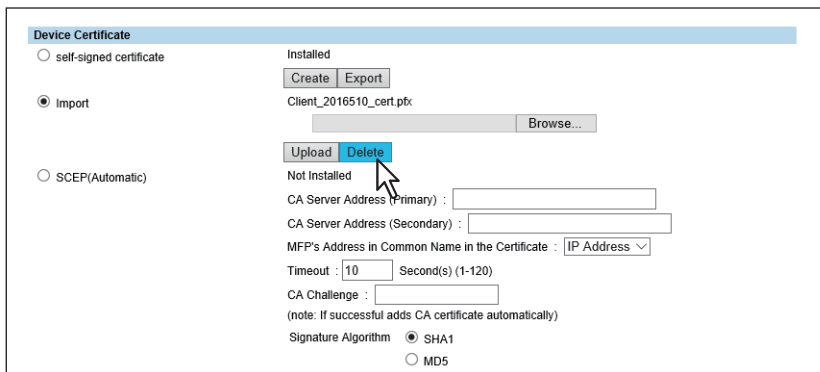 Device Certificate
self-signed certificate Installed
Create Export
Import Client_2016510_cert.pfx
Browse...
Upload Delete
SCEP(Automatic) Not Installed
CA Server Address (Primary) :
CA Server Address (Secondary) :
MFP's Address in Common Name in the Certificate : IP Address
Timeout : 10 Second(s) (1-120)
CA Challenge :
(note: If successful adds CA certificate automatically)
Signature Algorithm SHA1
MD5